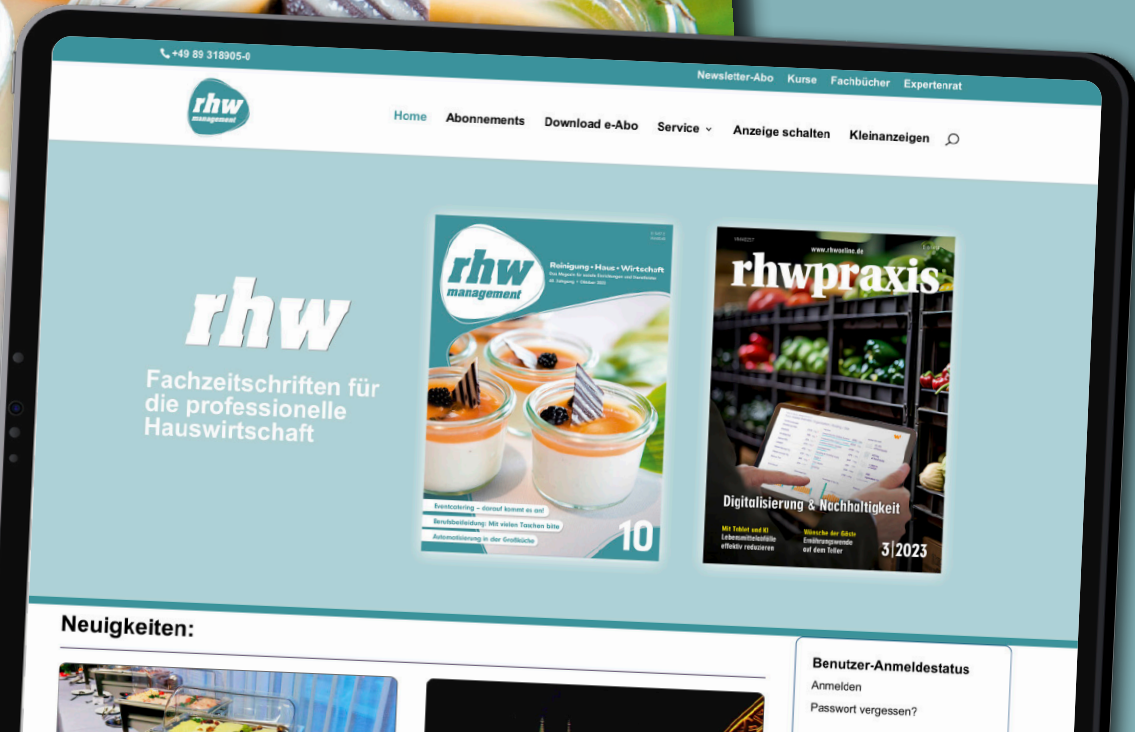 +49 89 318905-0
Newsletter-Abo Kurse Fachbücher Expertenrat
rhw
management
Home Abonnements Download e-Abo Service Anzeige schalten Kleinanzeigen
rhw
Fachzeitschriften für
die professionelle
Hauswirtschaft
rhw
management
Reinigung • Haus • Wirtschaft
Eventcatering – darauf kommt es an!
Berufsbekleidung: Mit vielen Taschen bitte
Automatisierung in der Großküche
10
www.rhwonline.de
rhwpraxis
Digitalisierung & Nachhaltigkeit
Mit Tablet und KI
Lebensmittelabfälle
effektiv reduzieren
Wünsche der Gäste
Ernährungswende
auf dem Teller
3|2023
Neuigkeiten:
Benutzer-Anmeldestatus
Anmelden
Passwort vergessen?